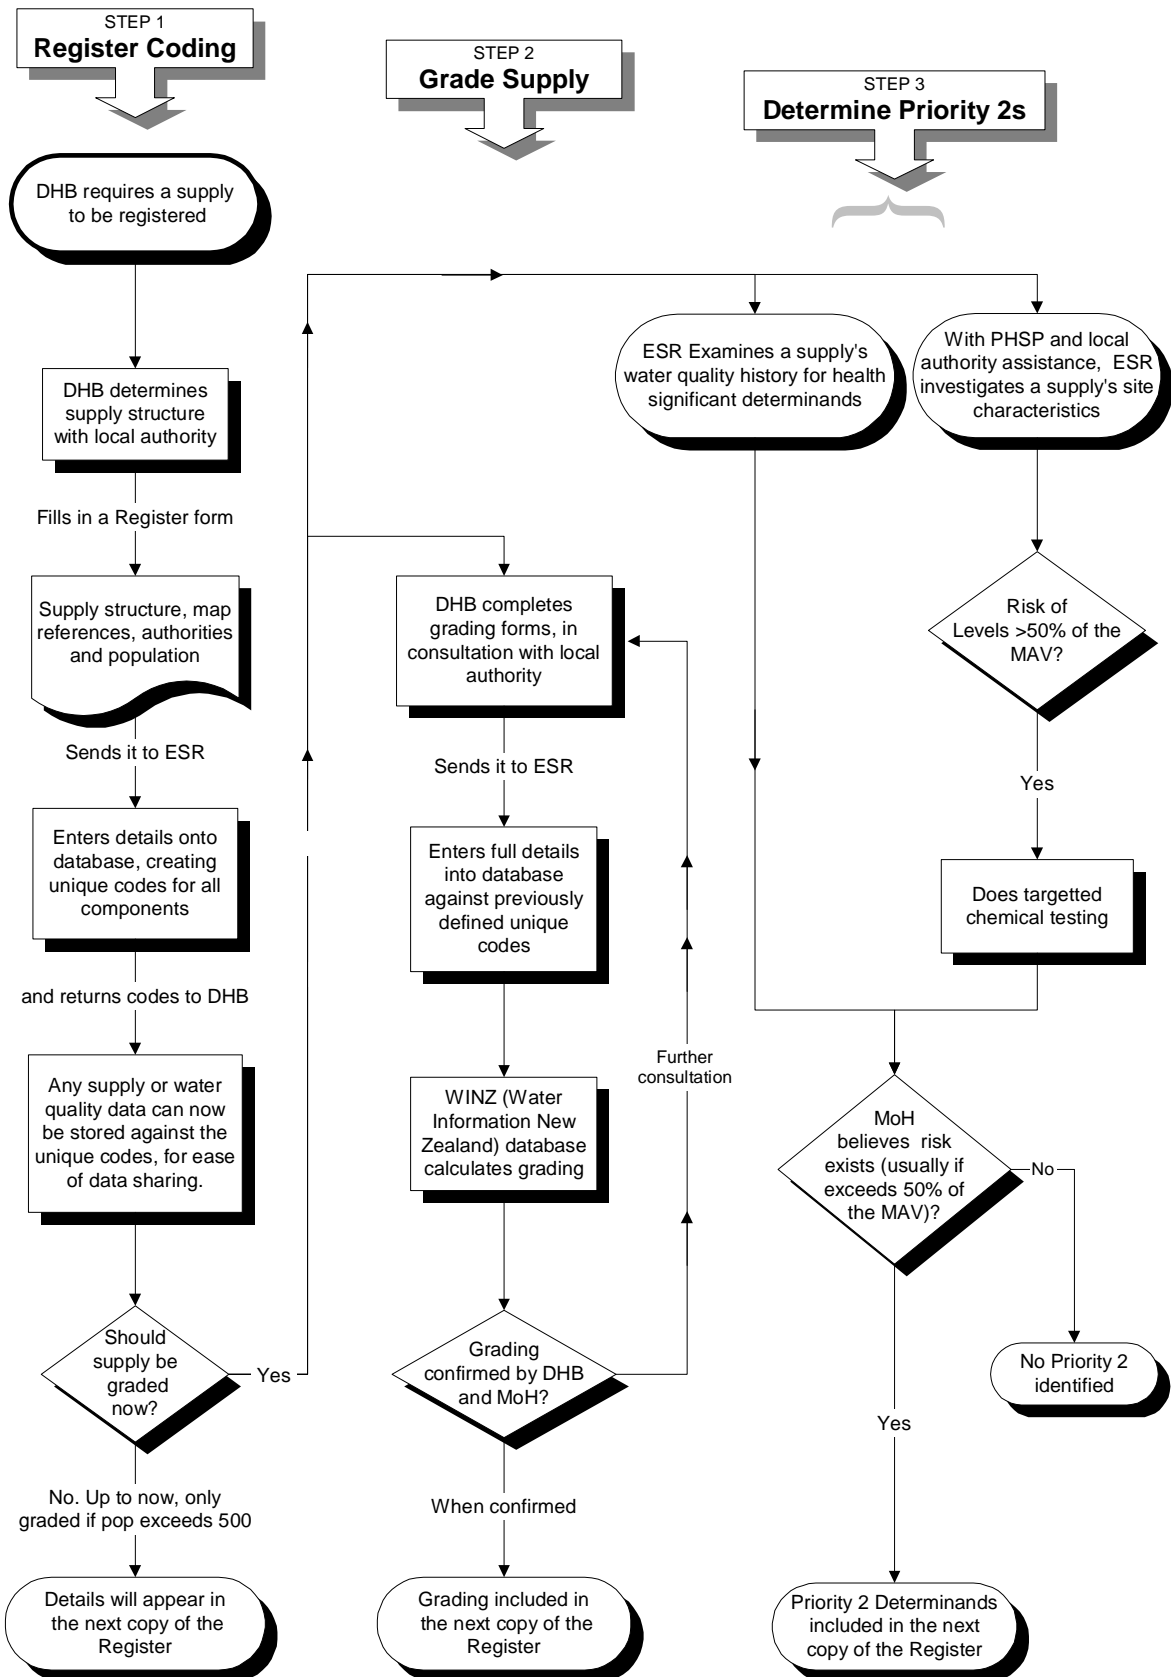 STEP 1
Register Coding
DHB requires a supply
to be registered
DHB determines
supply structure
with local authority
Fills in a Register form
Supply structure, map
references, authorities
and population
Sends it to ESR
Enters details onto
database, creating
unique codes for all
components
and returns codes to DHB
Any supply or water
quality data can now
be stored against the
unique codes, for ease
of data sharing.
Should
supply be
graded
now?
Yes
No. Up to now, only
graded if pop exceeds 500
Details will appear in
the next copy of the
Register
STEP 2
Grade Supply
DHB completes
grading forms, in
consultation with local
authority
Sends it to ESR
Enters full details
into database
against previously
defined unique
codes
WINZ (Water
Information New
Zealand) database
calculates grading
Further
consultation
Grading
confirmed by DHB
and MoH?
When confirmed
Grading included in
the next copy of the
Register
STEP 3
Determine Priority 2s
ESR Examines a supply's
water quality history for health
significant determinands
With PHSP and local
authority assistance, ESR
investigates a supply's site
characteristics
Risk of
Levels >50% of the
MAV?
Yes
Does targetted
chemical testing
MoH
believes risk
exists (usually if
exceeds 50% of
the MAV)?
No
No Priority 2
identified
Yes
Priority 2 Determinands
included in the next
copy of the Register